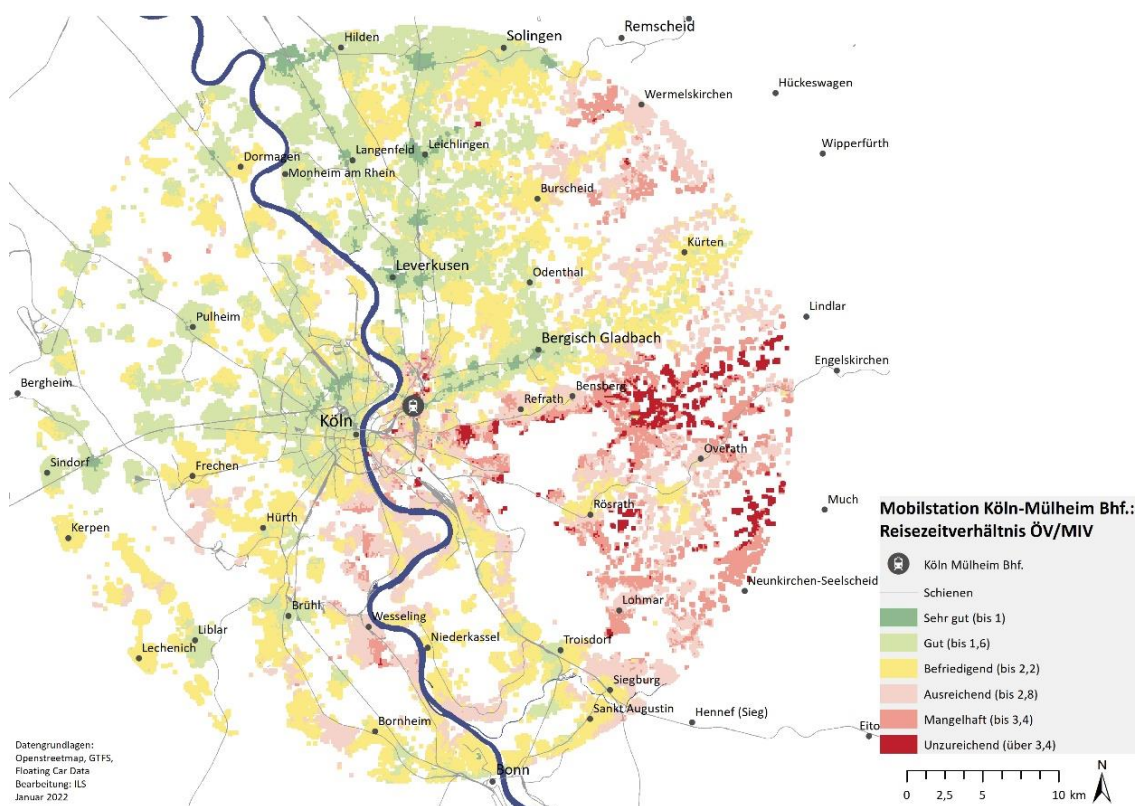 Remscheid
Hilden
Solingen
Hückeswagen
Wermelskirchen
Wipperfürth
Dormagen
Langenfeld
Leichlingen
Monheim am Rhein
Burscheid
Kürten
Leverkusen
Odenthal
Lindlar
Pulheim
Bergisch Gladbach
Engelskirchen
Bergheim
Bensberg
Refrath
Köln
Overath
Sindorf
Frechen
Much
Rösrath
Hürth
Kerpen
Neunkirchen-Seelscheid
Lohmar
Brühl
Wesseling
Liblar
Niederkassel
Troisdorf
Lechenich
Siegburg
Sankt Augustin
Hennef (Sieg)
Bornheim
Eito
Bonn
Mobilstation Köln-Mülheim Bhf.:
Reisezeitverhältnis ÖV/MIV
Köln Mülheim Bhf.
Schienen
Sehr gut (bis 1)
Gut (bis 1,6)
Befriedigend (bis 2,2)
Ausreichend (bis 2,8)
Mangelhaft (bis 3,4)
Unzureichend (über 3,4)
0 2,5 5 10 km
N
Datengrundlagen:
Openstreetmap, GTFS,
Floating Car Data
Bearbeitung: ILS
Januar 2022